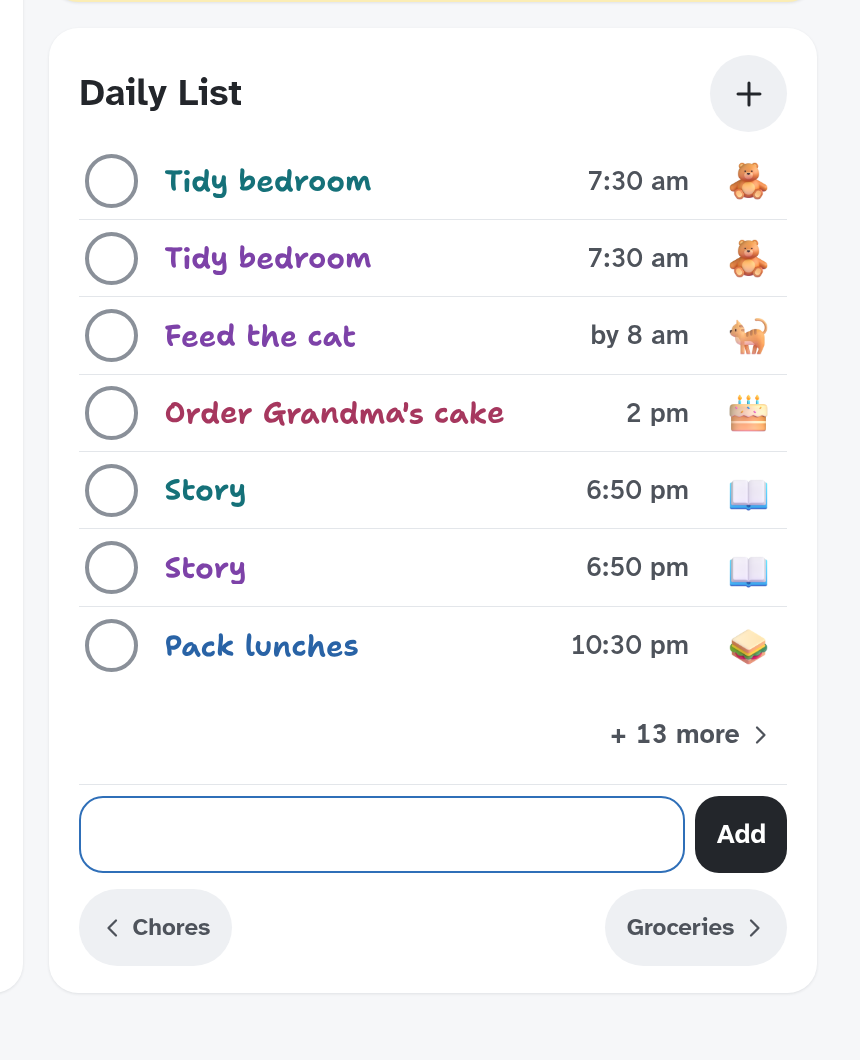 Daily List
+
Tidy bedroom 7:30 am
Tidy bedroom 7:30 am
Feed the cat by 8 am
Order Grandma's cake 2 pm
Story 6:50 pm
Story 6:50 pm
Pack lunches 10:30 pm
+ 13 more >
Add
< Chores Groceries >